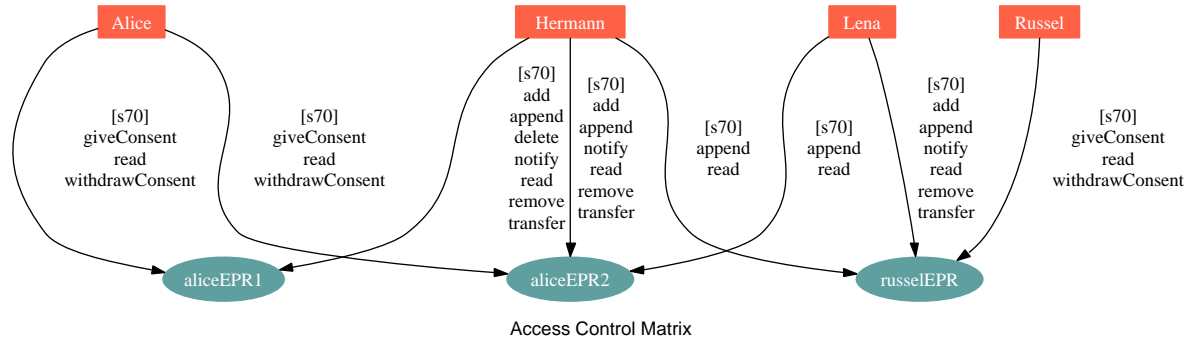 Alice
Hermann
Lena
Russel
[s70]
giveConsent
read
withdrawConsent
[s70]
giveConsent
read
withdrawConsent
[s70]
add
append
delete
notify
read
remove
transfer
[s70]
add
append
notify
read
remove
transfer
[s70]
append
read
[s70]
append
read
[s70]
add
append
notify
read
remove
transfer
[s70]
giveConsent
read
withdrawConsent
aliceEPR1
aliceEPR2
russelEPR
Access Control Matrix